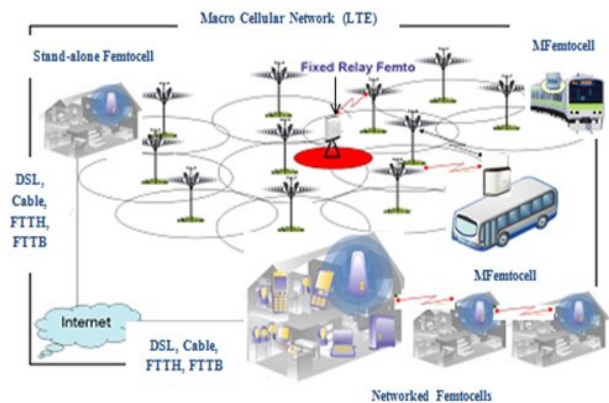 Macro Cellular Network (LTE)
Stand-alone Femtocell
Fixed Relay Femto
MFemtocell
DSL,
Cable,
FTTH,
FTTB
MFemtocell
Internet
DSL, Cable,
FTTH, FTTB
Networked Femtocells